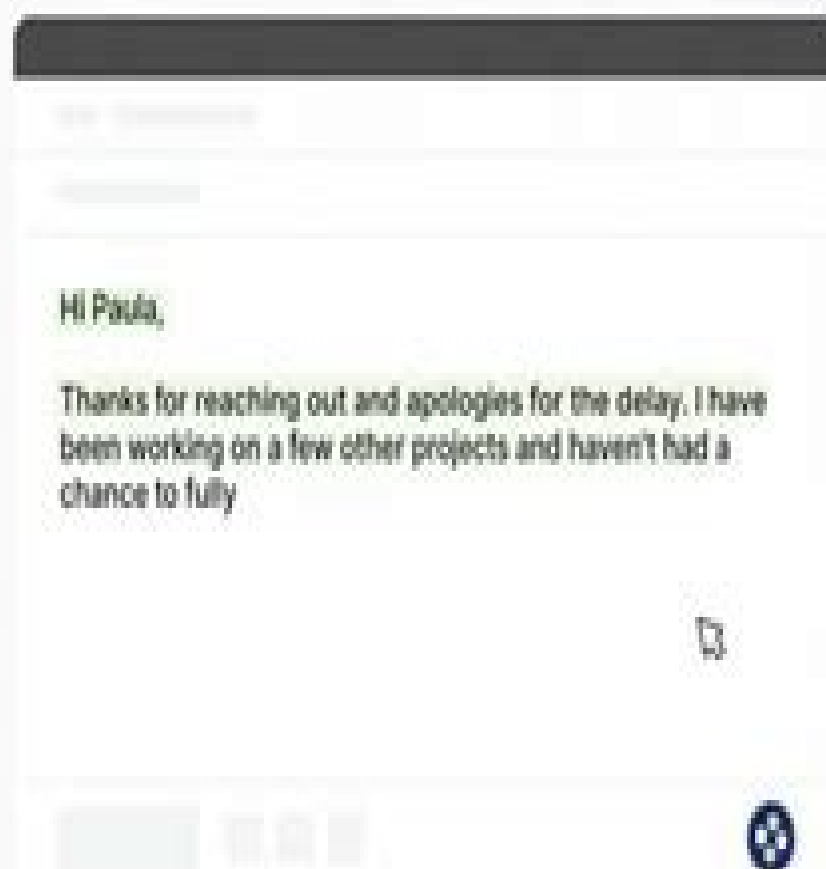 Hi Paula,
Thanks for reaching out and apologies for the delay. I have
been working on a few other projects and haven't had a
chance to fully